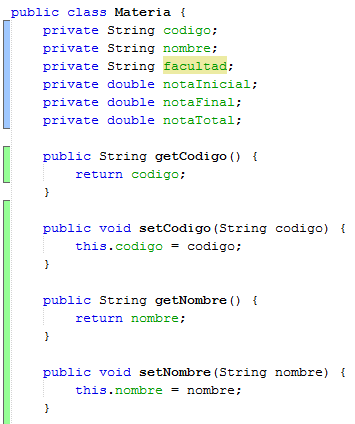 public class Materia {
    private String codigo;
    private String nombre;
    private String facultad;
    private double notaInicial;
    private double notaFinal;
    private double notaTotal;

    public String getCodigo() {
        return codigo;
    }

    public void setCodigo(String codigo) {
        this.codigo = codigo;
    }

    public String getNombre() {
        return nombre;
    }

    public void setNombre(String nombre) {
        this.nombre = nombre;
    }